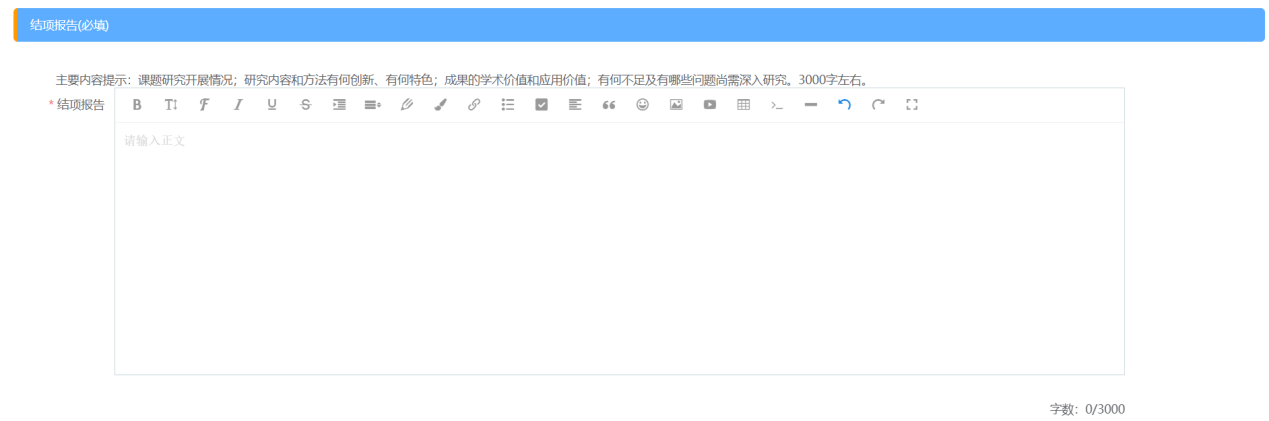 结项报告(必填)
主要内容提示：课题研究开展情况；研究内容和方法有何创新、有何特色；成果的学术价值和应用价值；有何不足及有哪些问题尚需深入研究。3000字左右。
* 结项报告
请输入正文
字数：0/3000